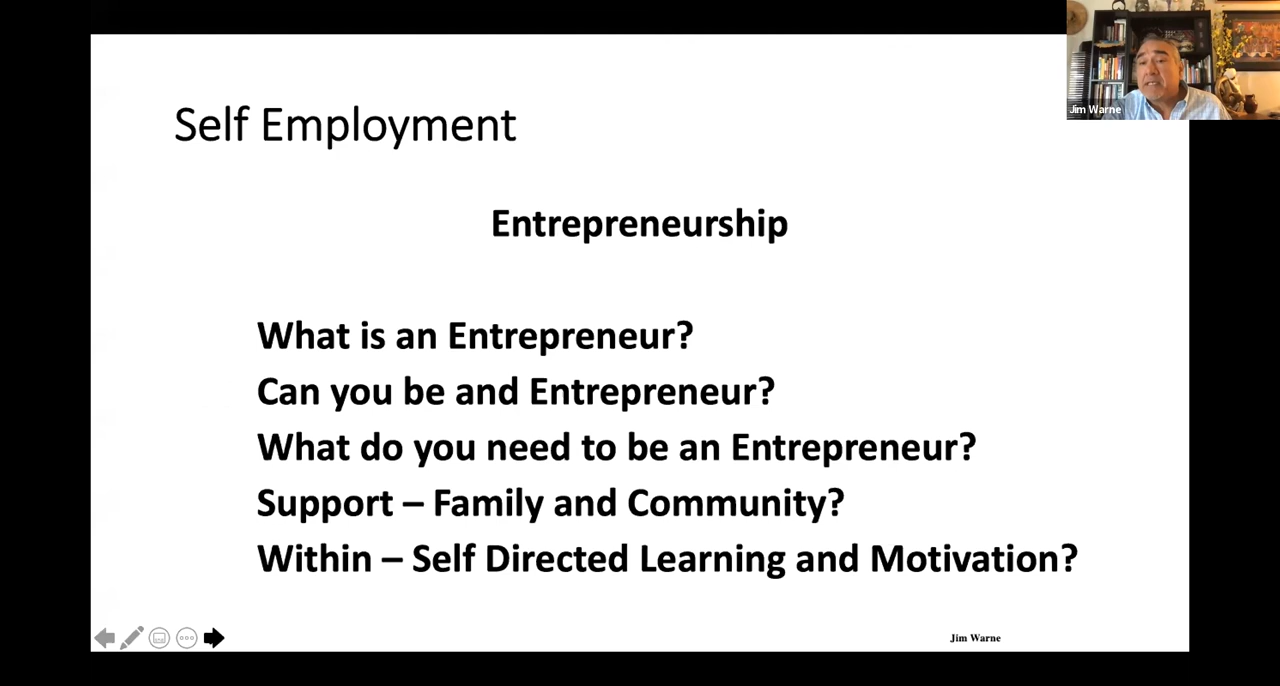 Jim Warne
Self Employment
Entrepreneurship
What is an Entrepreneur?
Can you be and Entrepreneur?
What do you need to be an Entrepreneur?
Support – Family and Community?
Within – Self Directed Learning and Motivation?
Jim Warne